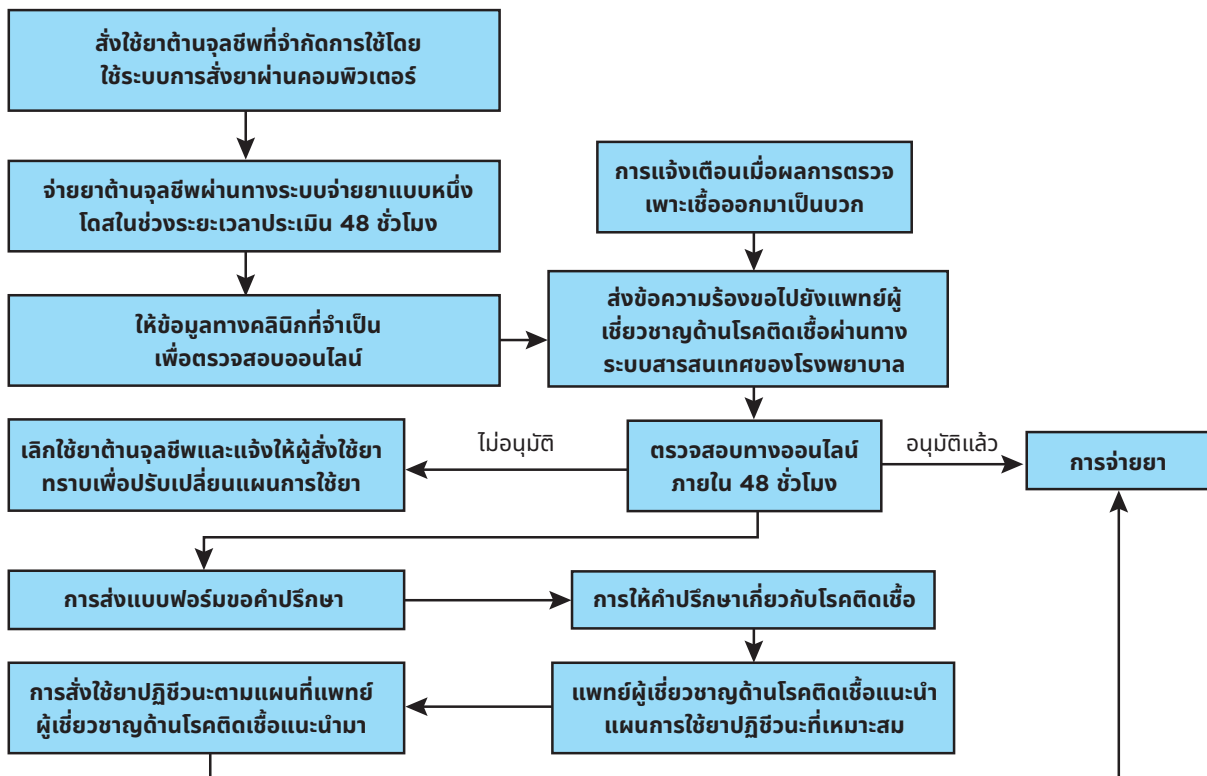 สั่งใช้ยาต้านจุลชีพที่จำกัดการใช้โดย
ใช้ระบบการสั่งยาผ่านคอมพิวเตอร์
จ่ายยาต้านจุลชีพผ่านทางระบบจ่ายยาแบบหนึ่ง
โดสในช่วงระยะเวลาประเมิน 48 ชั่วโมง
การแจ้งเตือนเมื่อผลการตรวจ
เพาะเชื้อออกมาเป็นบวก
ให้ข้อมูลทางคลินิกที่จำเป็น
เพื่อตรวจสอบออนไลน์
ส่งข้อความร้องขอไปยังแพทย์ผู้
เชี่ยวชาญด้านโรคติดเชื้อผ่านทาง
ระบบสารสนเทศของโรงพยาบาล
เลิกใช้ยาต้านจุลชีพและแจ้งให้ผู้สั่งใช้ยา
ทราบเพื่อปรับเปลี่ยนแผนการใช้ยา
ไม่อนุมัติ
ตรวจสอบทางออนไลน์
ภายใน 48 ชั่วโมง
อนุมัติแล้ว
การจ่ายยา
การส่งแบบฟอร์มขอคำปรึกษา
การให้คำปรึกษาเกี่ยวกับโรคติดเชื้อ
การสั่งใช้ยาปฏิชีวนะตามแผนที่แพทย์
ผู้เชี่ยวชาญด้านโรคติดเชื้อแนะนำมา
แพทย์ผู้เชี่ยวชาญด้านโรคติดเชื้อแนะนำ
แผนการใช้ยาปฏิชีวนะที่เหมาะสม